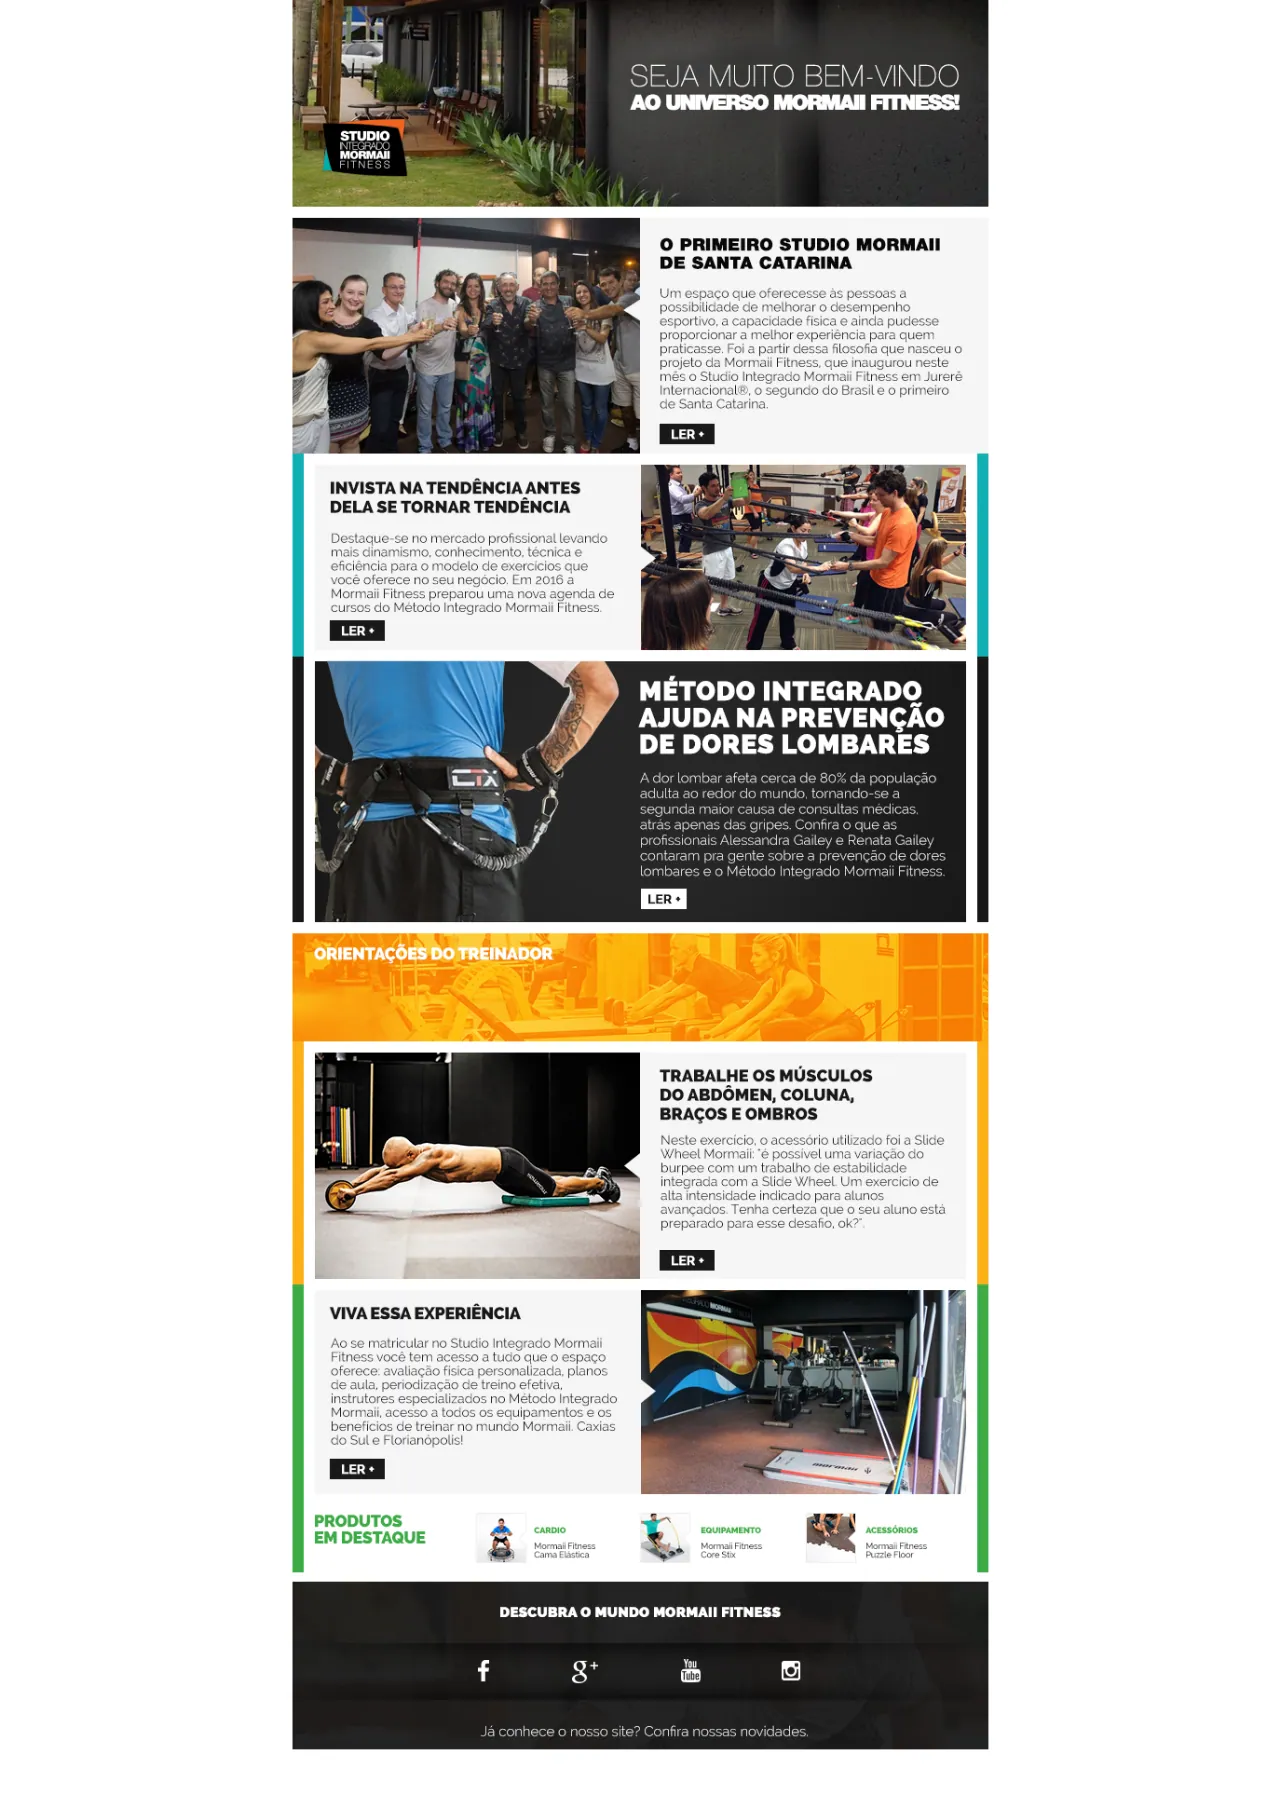 SEJA MUITO BEM-VINDO
AO UNIVERSO MORMAII FITNESS!
STUDIO
INTEGRADO
MORMAII
FITNESS
O PRIMEIRO STUDIO MORMAII
DE SANTA CATARINA
Um espaço que oferecesse às pessoas a
possibilidade de melhorar o desempenho
esportivo, a capacidade física e ainda pudesse
proporcionar a melhor experiência para quem
praticasse. Foi a partir dessa filosofia que nasceu o
projeto da Mormaii Fitness, que inaugurou neste
mês o Studio Integrado Mormaii Fitness em Jurerê
Internacional®, o segundo do Brasil e o primeiro
de Santa Catarina.
LER +
INVISTA NA TENDÊNCIA ANTES
DELA SE TORNAR TENDÊNCIA
Destaque-se no mercado profissional levando
mais dinamismo, conhecimento, técnica e
eficiência para o modelo de exercícios que
você oferece no seu negócio. Em 2016 a
Mormaii Fitness preparou uma nova agenda de
cursos do Método Integrado Mormaii Fitness.
LER +
CTX
MÉTODO INTEGRADO
AJUDA NA PREVENÇÃO
DE DORES LOMBARES
A dor lombar afeta cerca de 80% da população
adulta ao redor do mundo, tornando-se a
segunda maior causa de consultas médicas,
atrás apenas das gripes. Confira o que as
profissionais Alessandra Gailey e Renata Gailey
contaram pra gente sobre a prevenção de dores
lombares e o Método Integrado Mormaii Fitness.
LER +
ORIENTAÇÕES DO TREINADOR
TRABALHE OS MÚSCULOS
DO ABDÔMEN, COLUNA,
BRAÇOS E OMBROS
Neste exercício, o acessório utilizado foi a Slide
Wheel Mormaii: "é possível uma variação do
burpee com um trabalho de estabilidade
integrada com a Slide Wheel. Um exercício de
alta intensidade indicado para alunos
avançados. Tenha certeza que o seu aluno está
preparado para esse desafio, ok?".
LER +
VIVA ESSA EXPERIÊNCIA
Ao se matricular no Studio Integrado Mormaii
Fitness você tem acesso a tudo que o espaço
oferece: avaliação física personalizada, planos
de aula, periodização de treino efetiva,
instrutores especializados no Método Integrado
Mormaii, acesso a todos os equipamentos e os
benefícios de treinar no mundo Mormaii. Caxias
do Sul e Florianópolis!
LER +
PRODUTOS
EM DESTAQUE
CARDIO
Mormaii Fitness
Cama Elástica
EQUIPAMENTO
Mormaii Fitness
Core Stix
ACESSÓRIOS
Mormaii Fitness
Puzzle Floor
DESCUBRA O MUNDO MORMAII FITNESS
f
g+
You
Tube
Já conhece o nosso site? Confira nossas novidades.